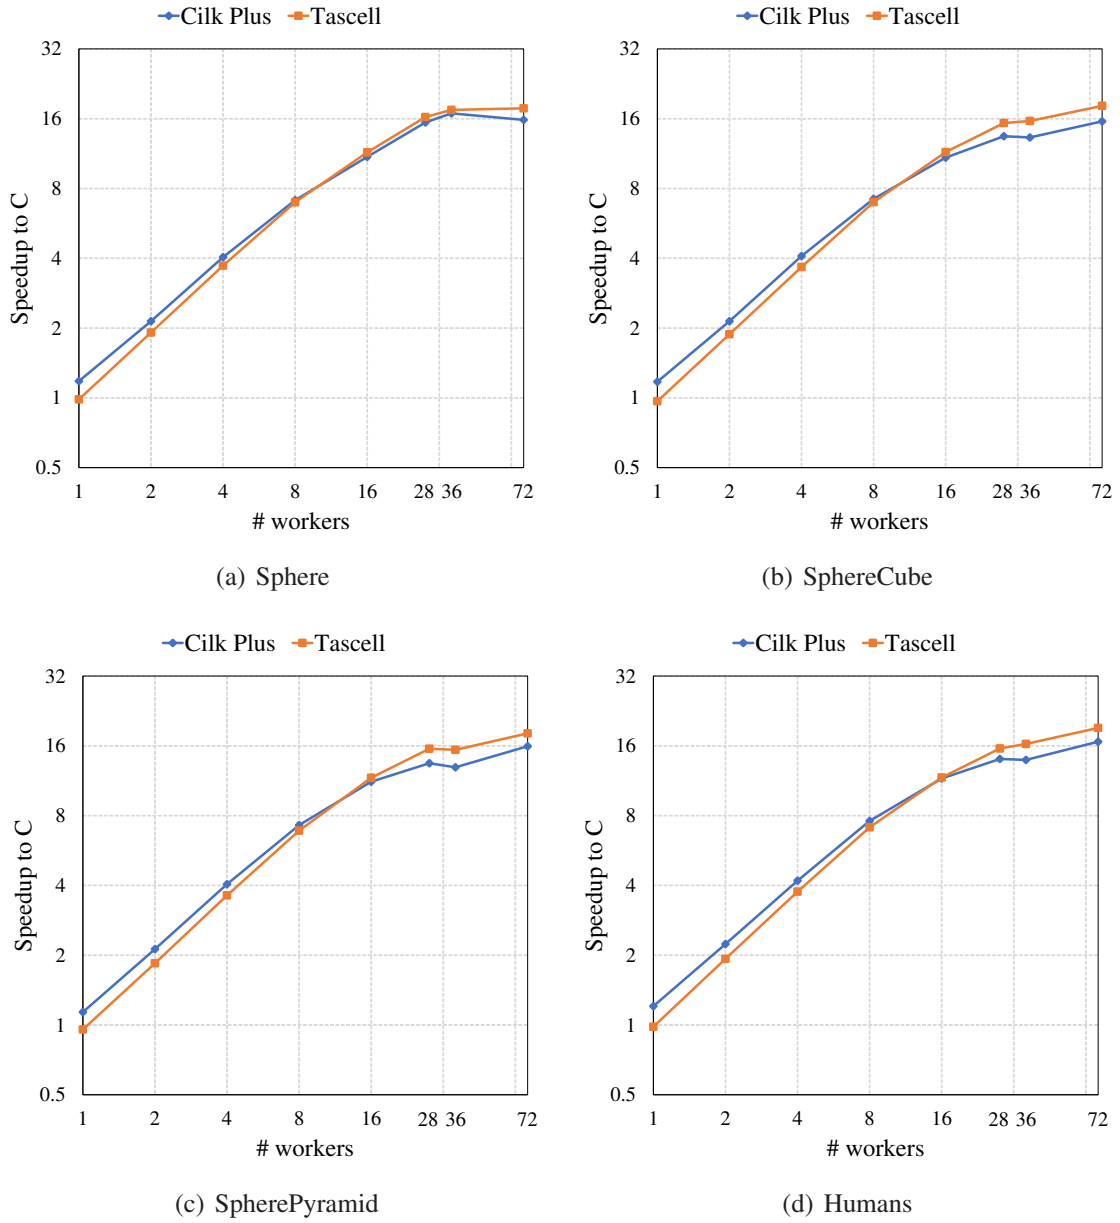 Cilk Plus Tascell
32
16
8
4
2
1
0.5
Speedup to C
1 2 4 8 16 28 36 72
# workers
(a) Sphere
Cilk Plus Tascell
32
16
8
4
2
1
0.5
Speedup to C
1 2 4 8 16 28 36 72
# workers
(b) SphereCube
Cilk Plus Tascell
32
16
8
4
2
1
0.5
Speedup to C
1 2 4 8 16 28 36 72
# workers
(c) SpherePyramid
Cilk Plus Tascell
32
16
8
4
2
1
0.5
Speedup to C
1 2 4 8 16 28 36 72
# workers
(d) Humans